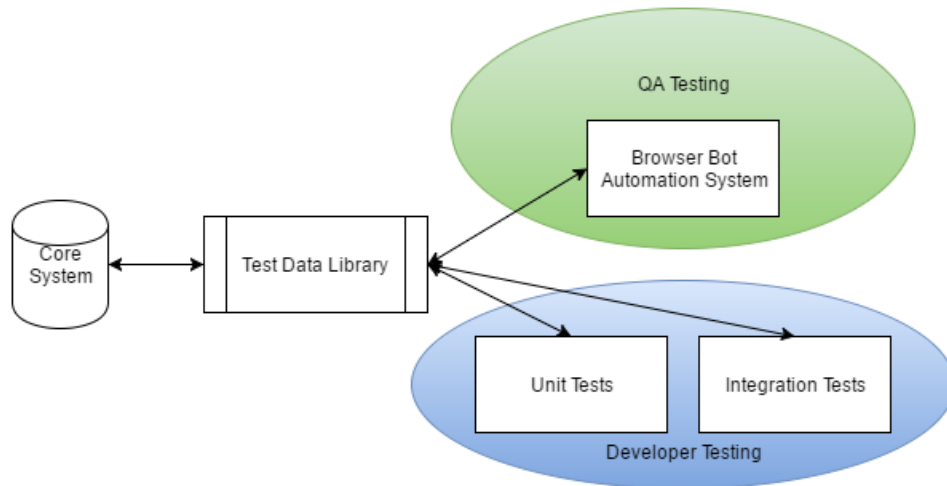 QA Testing
Browser Bot
Automation System
Core
System
Test Data Library
Unit Tests
Integration Tests
Developer Testing